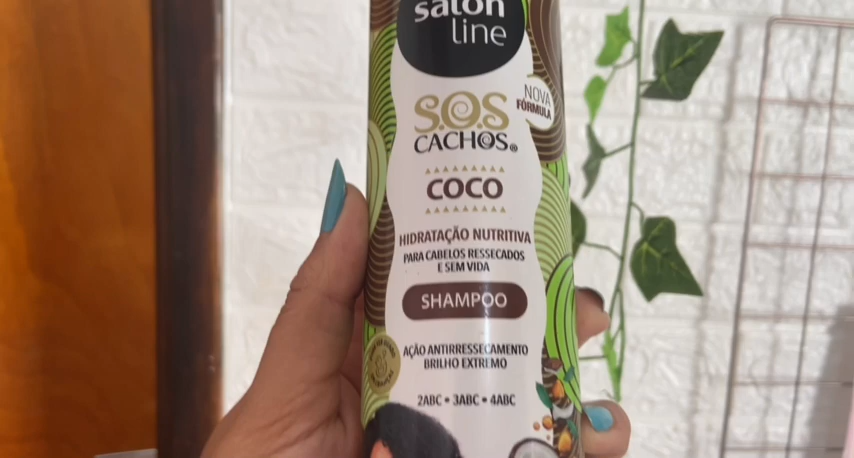 salon
line
NOVA
FÓRMULA
S.O.S
CACHOS®
COCO
HIDRATAÇÃO NUTRITIVA
PARA CABELOS RESSECADOS
E SEM VIDA
SHAMPOO
AÇÃO ANTIRRESSECAMENTO
BRILHO EXTREMO
2ABC • 3ABC • 4ABC